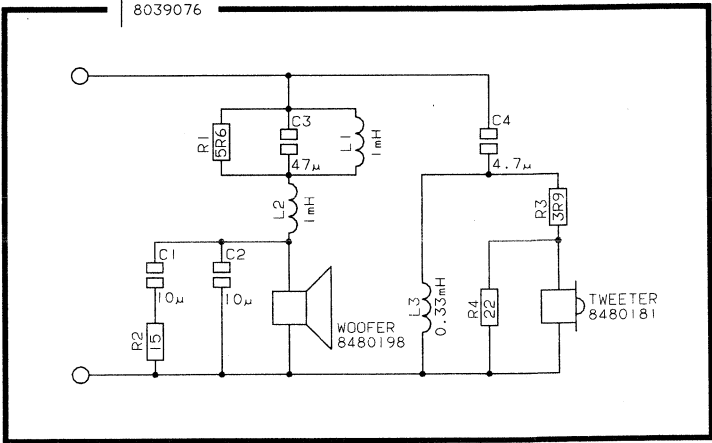 8039076
R1
5R6
C3
47μ
L1
1mH
C4
4.7μ
L2
1mH
R3
3R9
C1
10μ
C2
10μ
R2
15
WOOFER
8480198
L3
0.33mH
R4
22
TWEETER
8480181